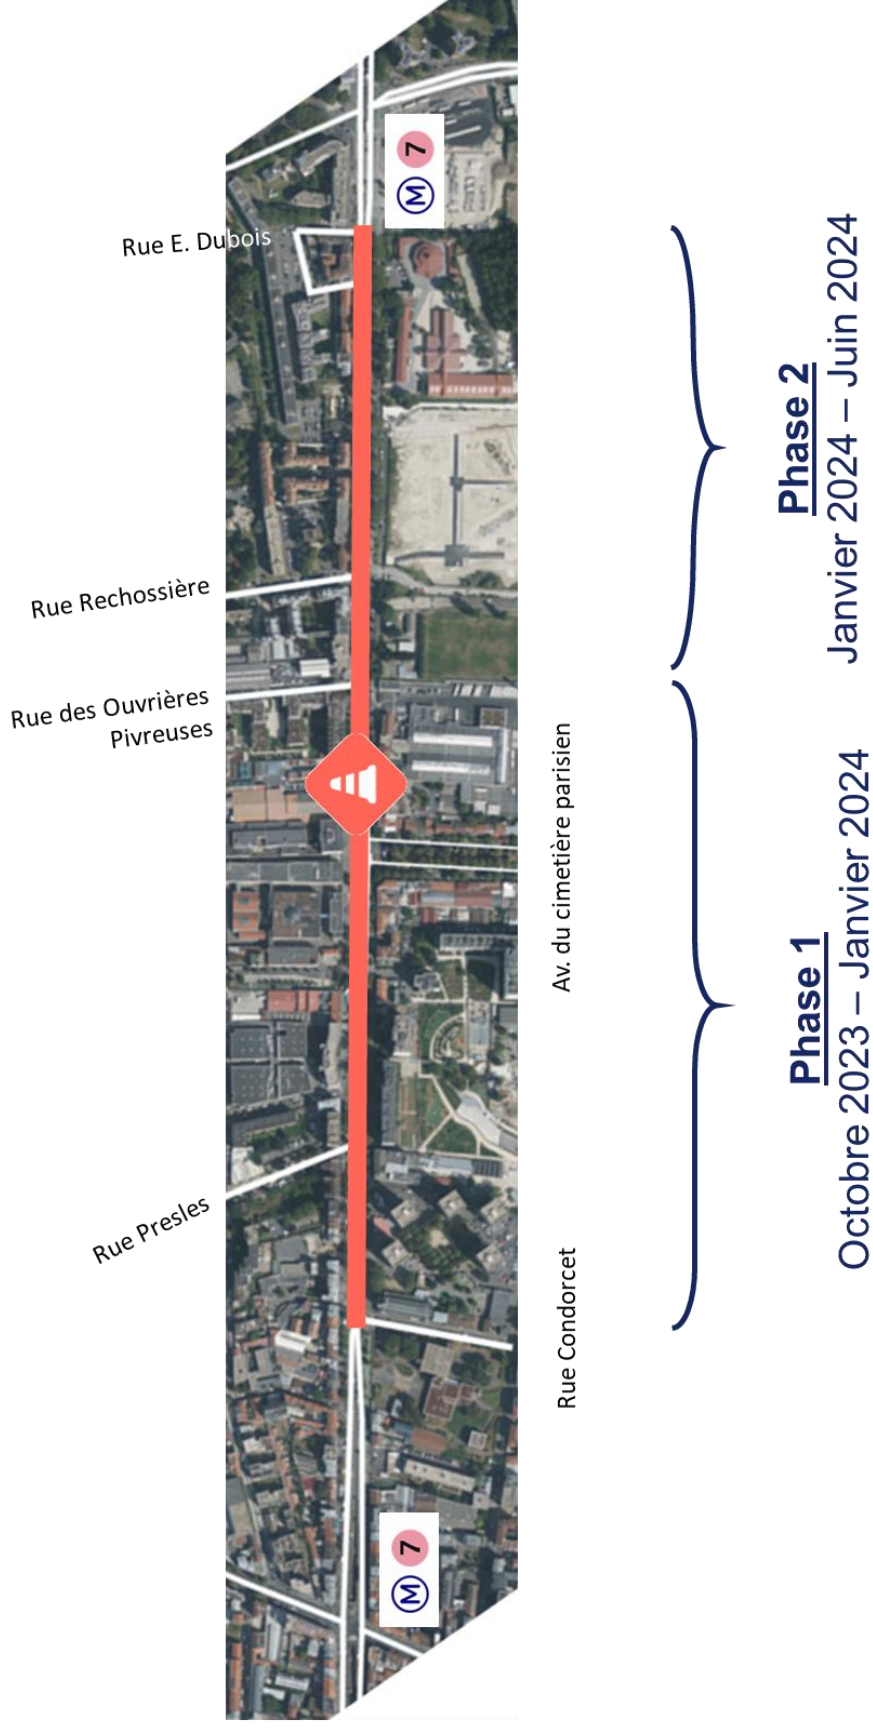 Rue E. Dubois
M 7
Rue Rechossière
Rue des Ouvrières
Pivreuses
Av. du cimetière parisien
Rue Presles
Rue Condorcet
M 7
Phase 2
Janvier 2024 – Juin 2024
Phase 1
Octobre 2023 – Janvier 2024